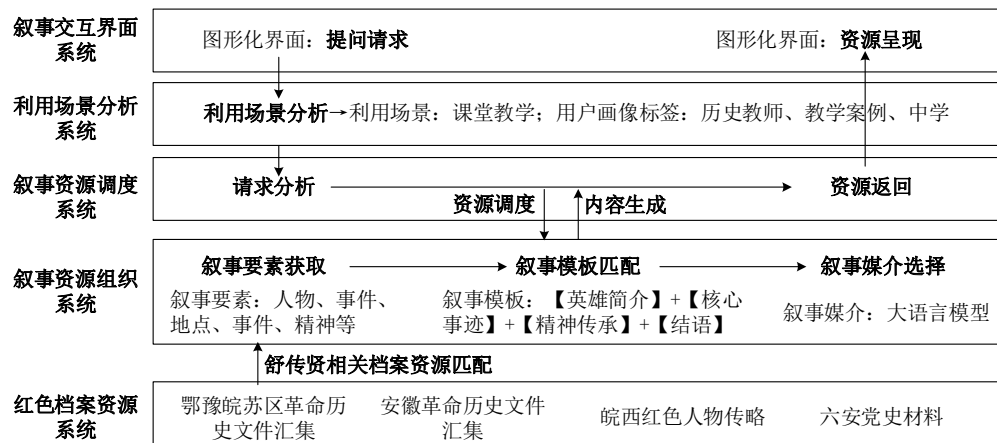 叙事交互界面
系统
图形化界面：提问请求
图形化界面：资源呈现
利用场景分析
系统
利用场景分析
利用场景：课堂教学；用户画像标签：历史教师、教学案例、中学
叙事资源调度
系统
请求分析
资源返回
资源调度
内容生成
叙事资源组织
系统
叙事要素获取
叙事模板匹配
叙事媒介选择
叙事要素：人物、事件、
地点、事件、精神等
叙事模板：【英雄简介】+【核心
事迹】+【精神传承】+【结语】
叙事媒介：大语言模型
舒传贤相关档案资源匹配
红色档案资源
系统
鄂豫皖苏区革命历
史文件汇集
安徽革命历史文件
汇集
皖西红色人物传略
六安党史材料